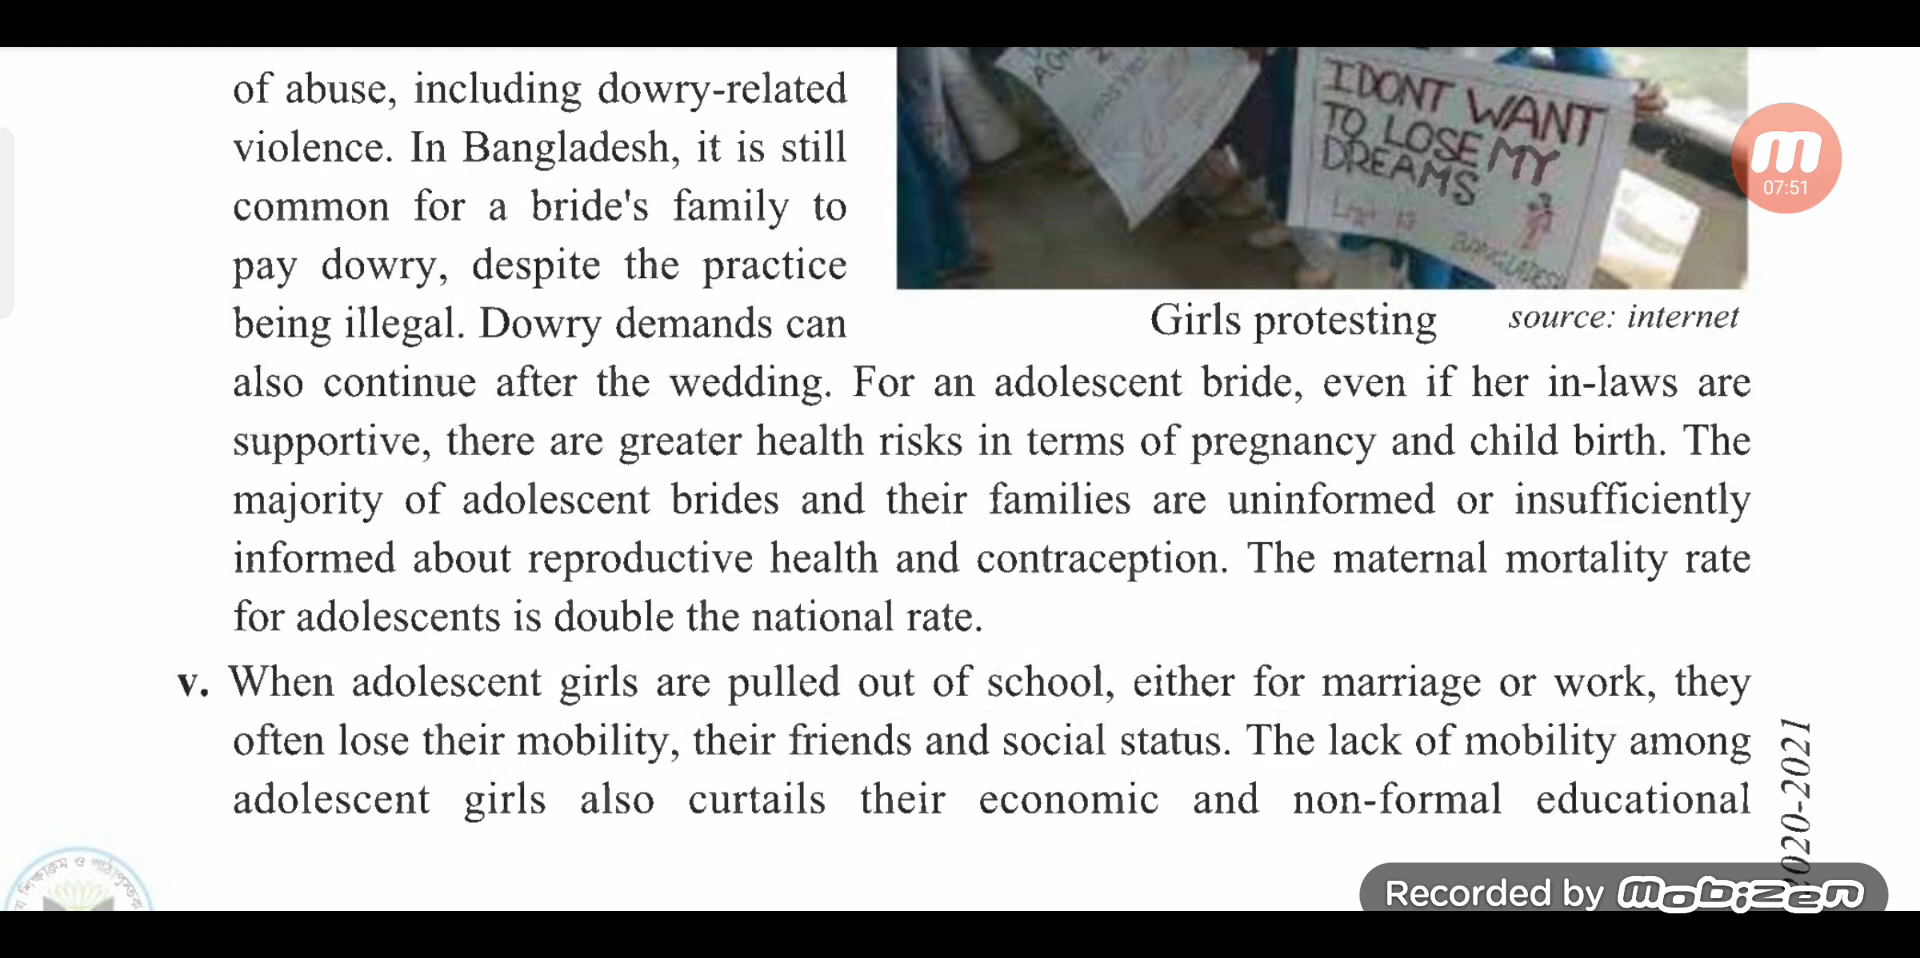 of abuse, including dowry-related
violence. In Bangladesh, it is still
common for a bride's family to
pay dowry, despite the practice
being illegal. Dowry demands can
I DONT WANT
TO LOSE MY
DREAMS
BANGLADESH
07:51
Girls protesting source: internet
also continue after the wedding. For an adolescent bride, even if her in-laws are
supportive, there are greater health risks in terms of pregnancy and child birth. The
majority of adolescent brides and their families are uninformed or insufficiently
informed about reproductive health and contraception. The maternal mortality rate
for adolescents is double the national rate.
v. When adolescent girls are pulled out of school, either for marriage or work, they
often lose their mobility, their friends and social status. The lack of mobility among
adolescent girls also curtails their economic and non-formal educational
2020-2021
Recorded by mobizen